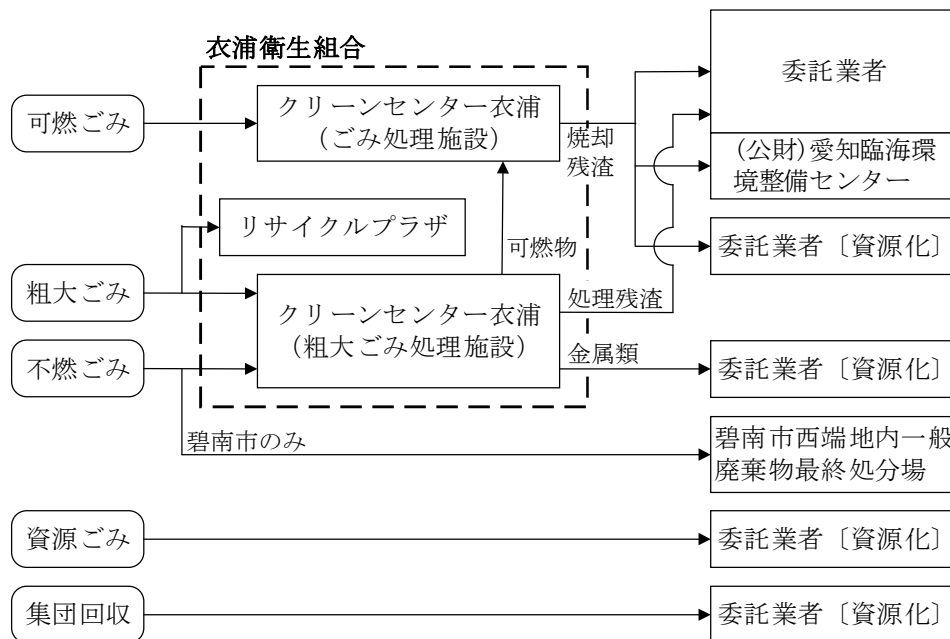 衣浦衛生組合
可燃ごみ
クリーンセンター衣浦
（ごみ処理施設）
焼却
残渣
委託業者
(公財)愛知臨海環
境整備センター
リサイクルプラザ
可燃物
委託業者〔資源化〕
粗大ごみ
クリーンセンター衣浦
（粗大ごみ処理施設）
処理残渣
不燃ごみ
金属類
委託業者〔資源化〕
碧南市のみ
碧南市西端地内一般
廃棄物最終処分場
資源ごみ
委託業者〔資源化〕
集団回収
委託業者〔資源化〕